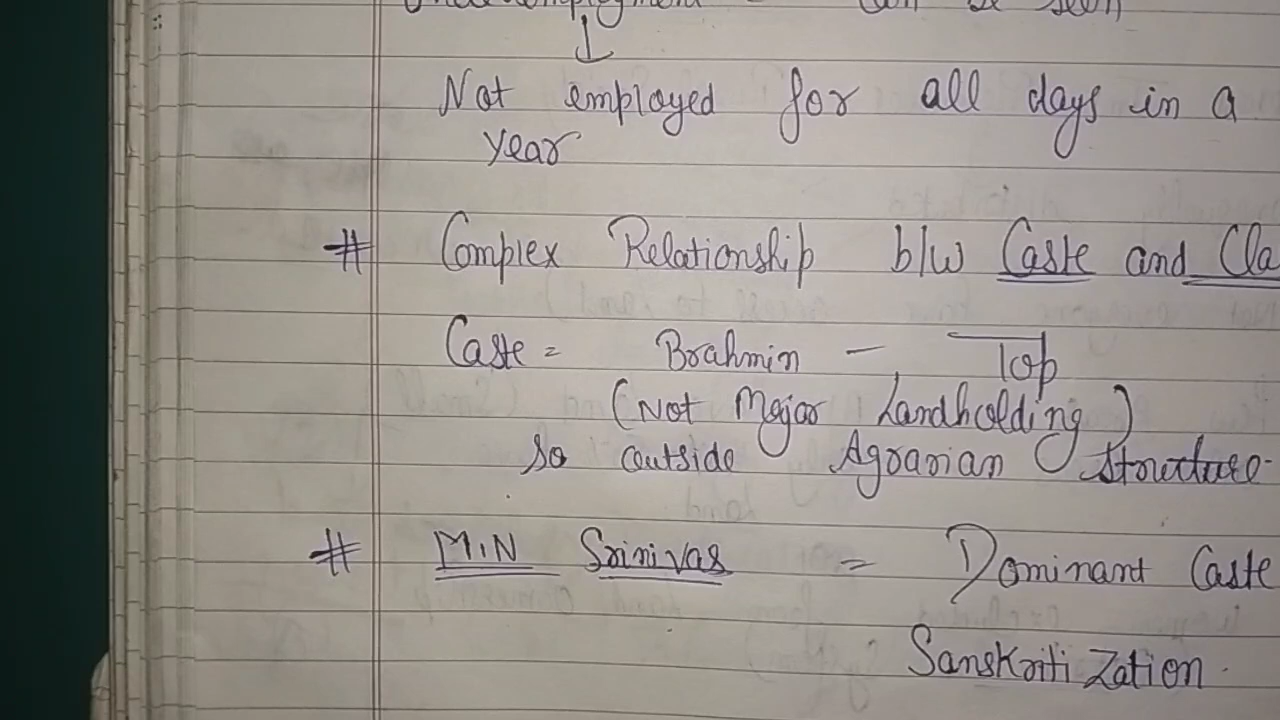 Not employed for all days in a
year
# Complex Relationship b/w Caste and Cla
Caste = Brahmin - Top
(Not Major Landholding)
So outside Agrarian Structure.
# M.N Srinivas = Dominant Caste
Sanskritization.